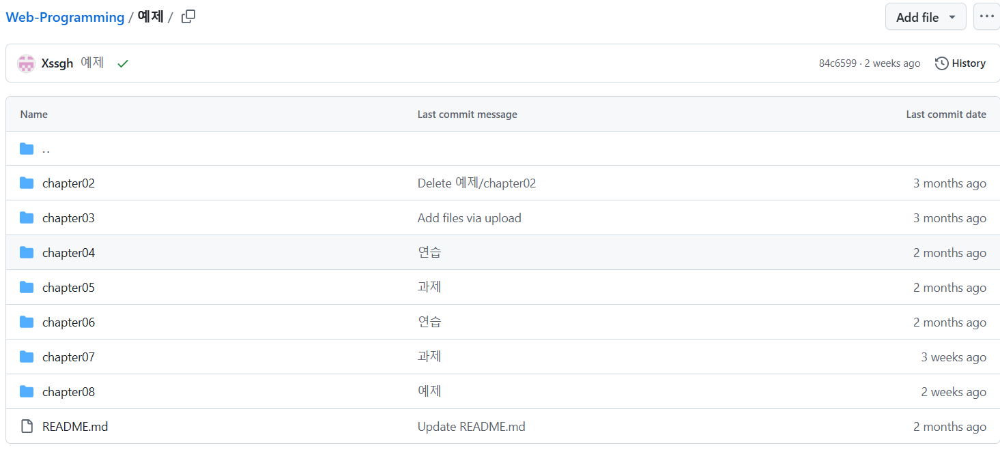 Web-Programming / 예제 /
Add file
Xssgh 예제
84c6599 · 2 weeks ago History
Name Last commit message Last commit date
..
chapter02 Delete 예제/chapter02 3 months ago
chapter03 Add files via upload 3 months ago
chapter04 연습 2 months ago
chapter05 과제 2 months ago
chapter06 연습 2 months ago
chapter07 과제 3 weeks ago
chapter08 예제 2 weeks ago
README.md Update README.md 2 months ago